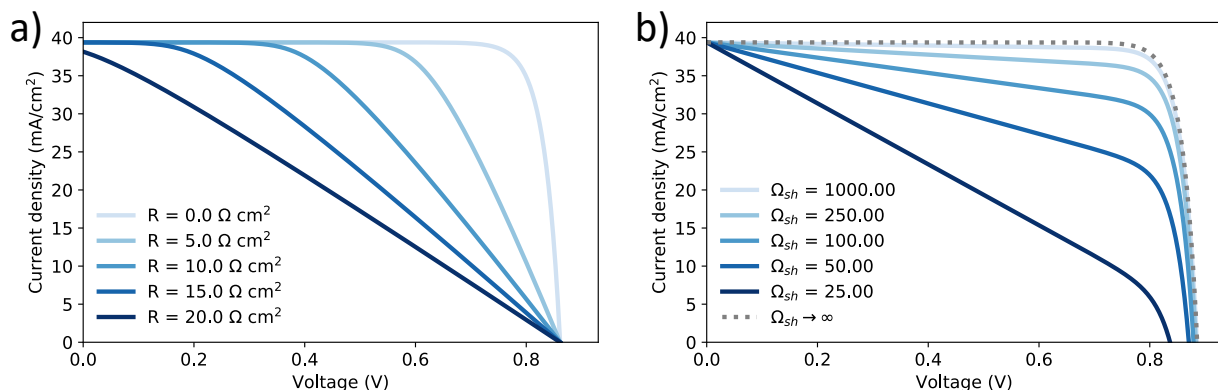 a)
Current density (mA/cm²)
40
35
30
25
20
15
10
5
0
R = 0.0 Ω cm²
R = 5.0 Ω cm²
R = 10.0 Ω cm²
R = 15.0 Ω cm²
R = 20.0 Ω cm²
0.0 0.2 0.4 0.6 0.8
Voltage (V)
b)
Current density (mA/cm²)
40
35
30
25
20
15
10
5
0
Ωsh = 1000.00
Ωsh = 250.00
Ωsh = 100.00
Ωsh = 50.00
Ωsh = 25.00
Ωsh → ∞
0.0 0.2 0.4 0.6 0.8
Voltage (V)